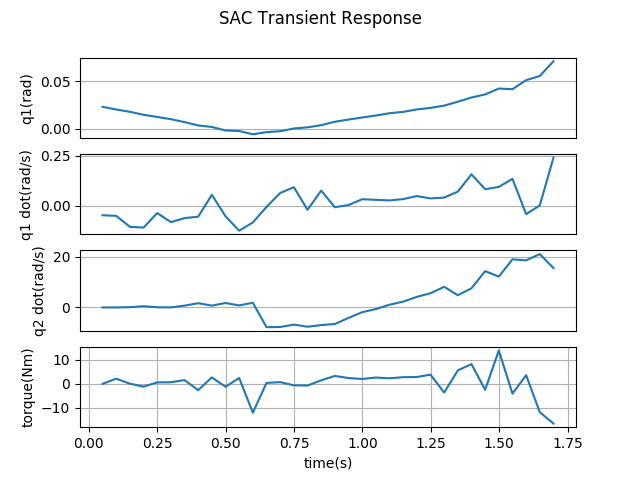 SAC Transient Response
q1(rad)
0.05
0.00
q1 dot(rad/s)
0.25
0.00
q2 dot(rad/s)
20
0
torque(Nm)
10
0
−10
0.00 0.25 0.50 0.75 1.00 1.25 1.50 1.75
time(s)